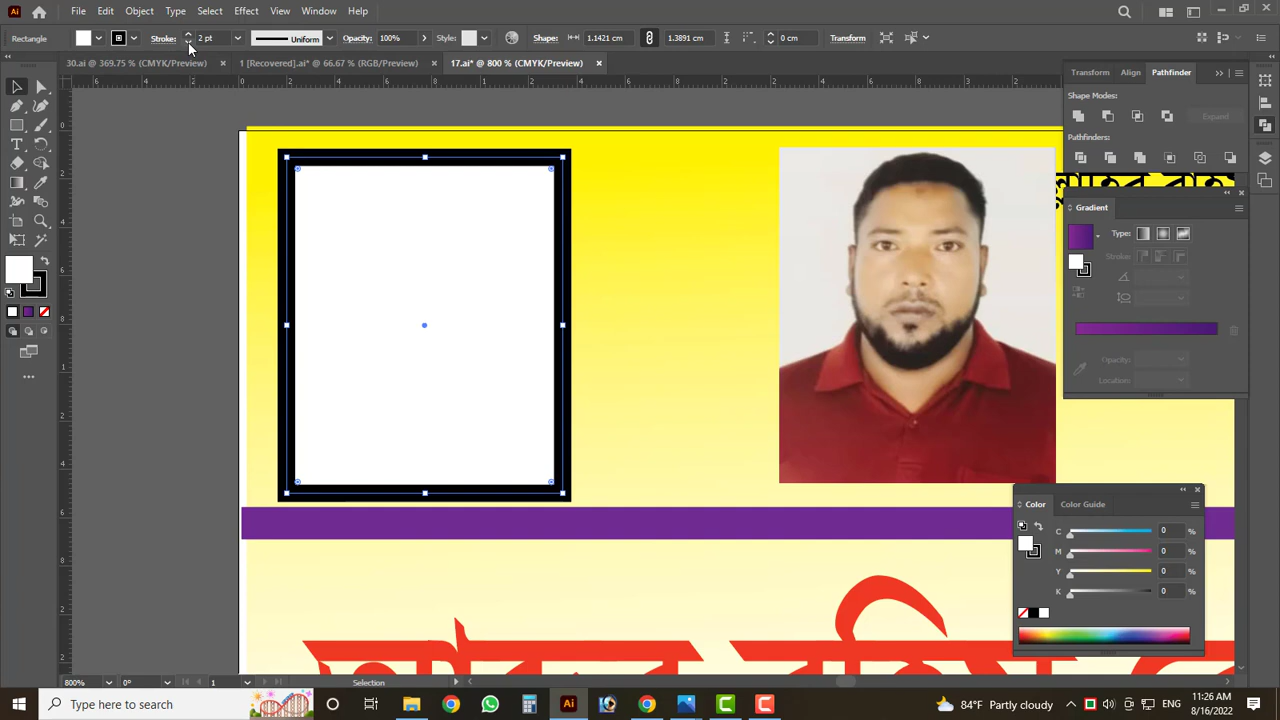 File Edit Object Type Select Effect View Window Help
Rectangle Stroke: 2 pt Uniform Opacity: 100% Style: Shape: 1.1421 cm 1.3891 cm 0 cm Transform
30.ai @ 369.75 % (CMYK/Preview) × 1 [Recovered].ai* @ 66.67 % (RGB/Preview) × 17.ai* @ 800 % (CMYK/Preview) ×
Transform Align Pathfinder
Shape Modes:
Expand
Pathfinders:
Gradient
Type:
Stroke:
Opacity:
Location:
Color Color Guide
C 0 %
M 0 %
Y 0 %
K 0 %
800% 0° 1 Selection
Type here to search
84°F Partly cloudy
11:26 AM
8/16/2022